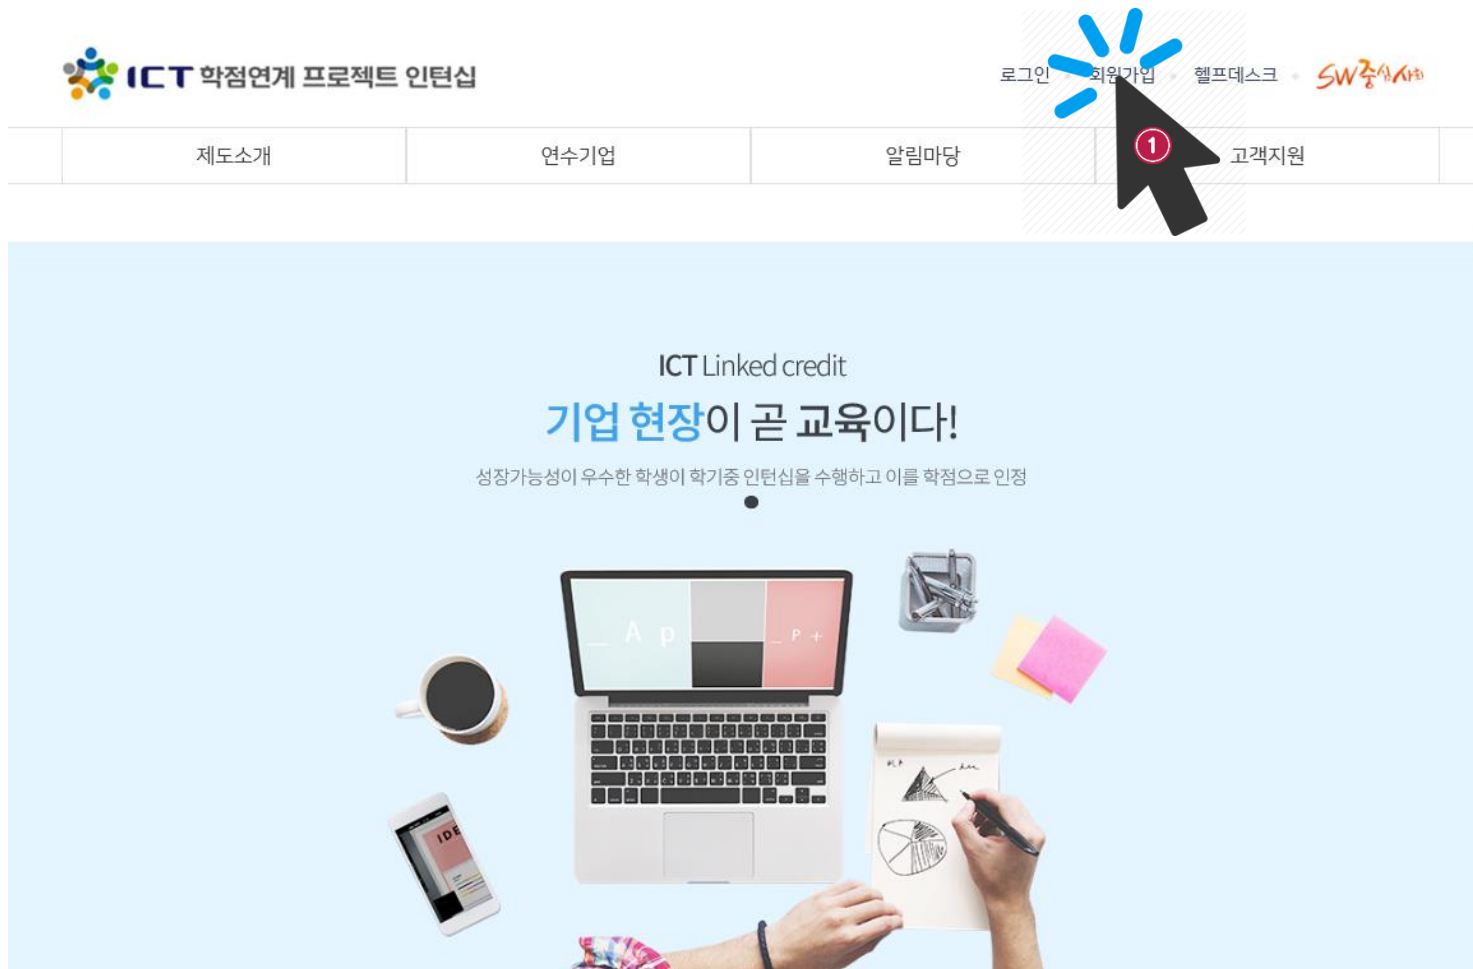 ICT 학점연계 프로젝트 인턴십
로그인 회원가입 헬프데스크 SW중심사회
제도소개 연수기업 알림마당 고객지원
1
ICT Linked credit
기업 현장이 곧 교육이다!
성장가능성이 우수한 학생이 학기중 인턴십을 수행하고 이를 학점으로 인정
_ A p _ P +
IDE